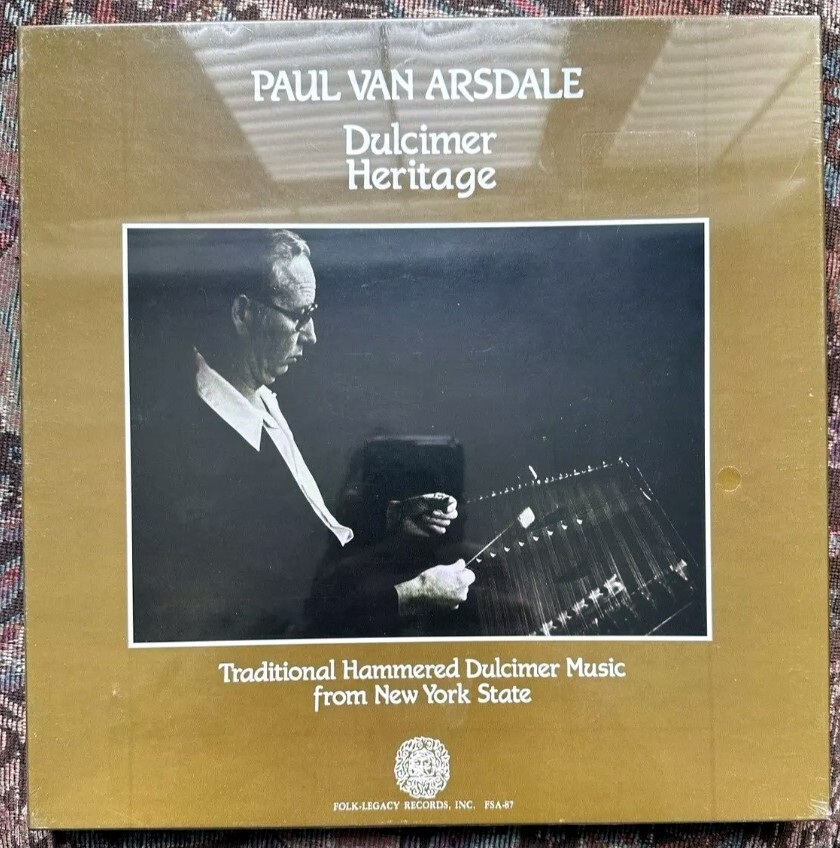 PAUL VAN ARSDALE
Dulcimer
Heritage
Traditional Hammered Dulcimer Music
from New York State
FOLK-LEGACY RECORDS, INC. FSA-87